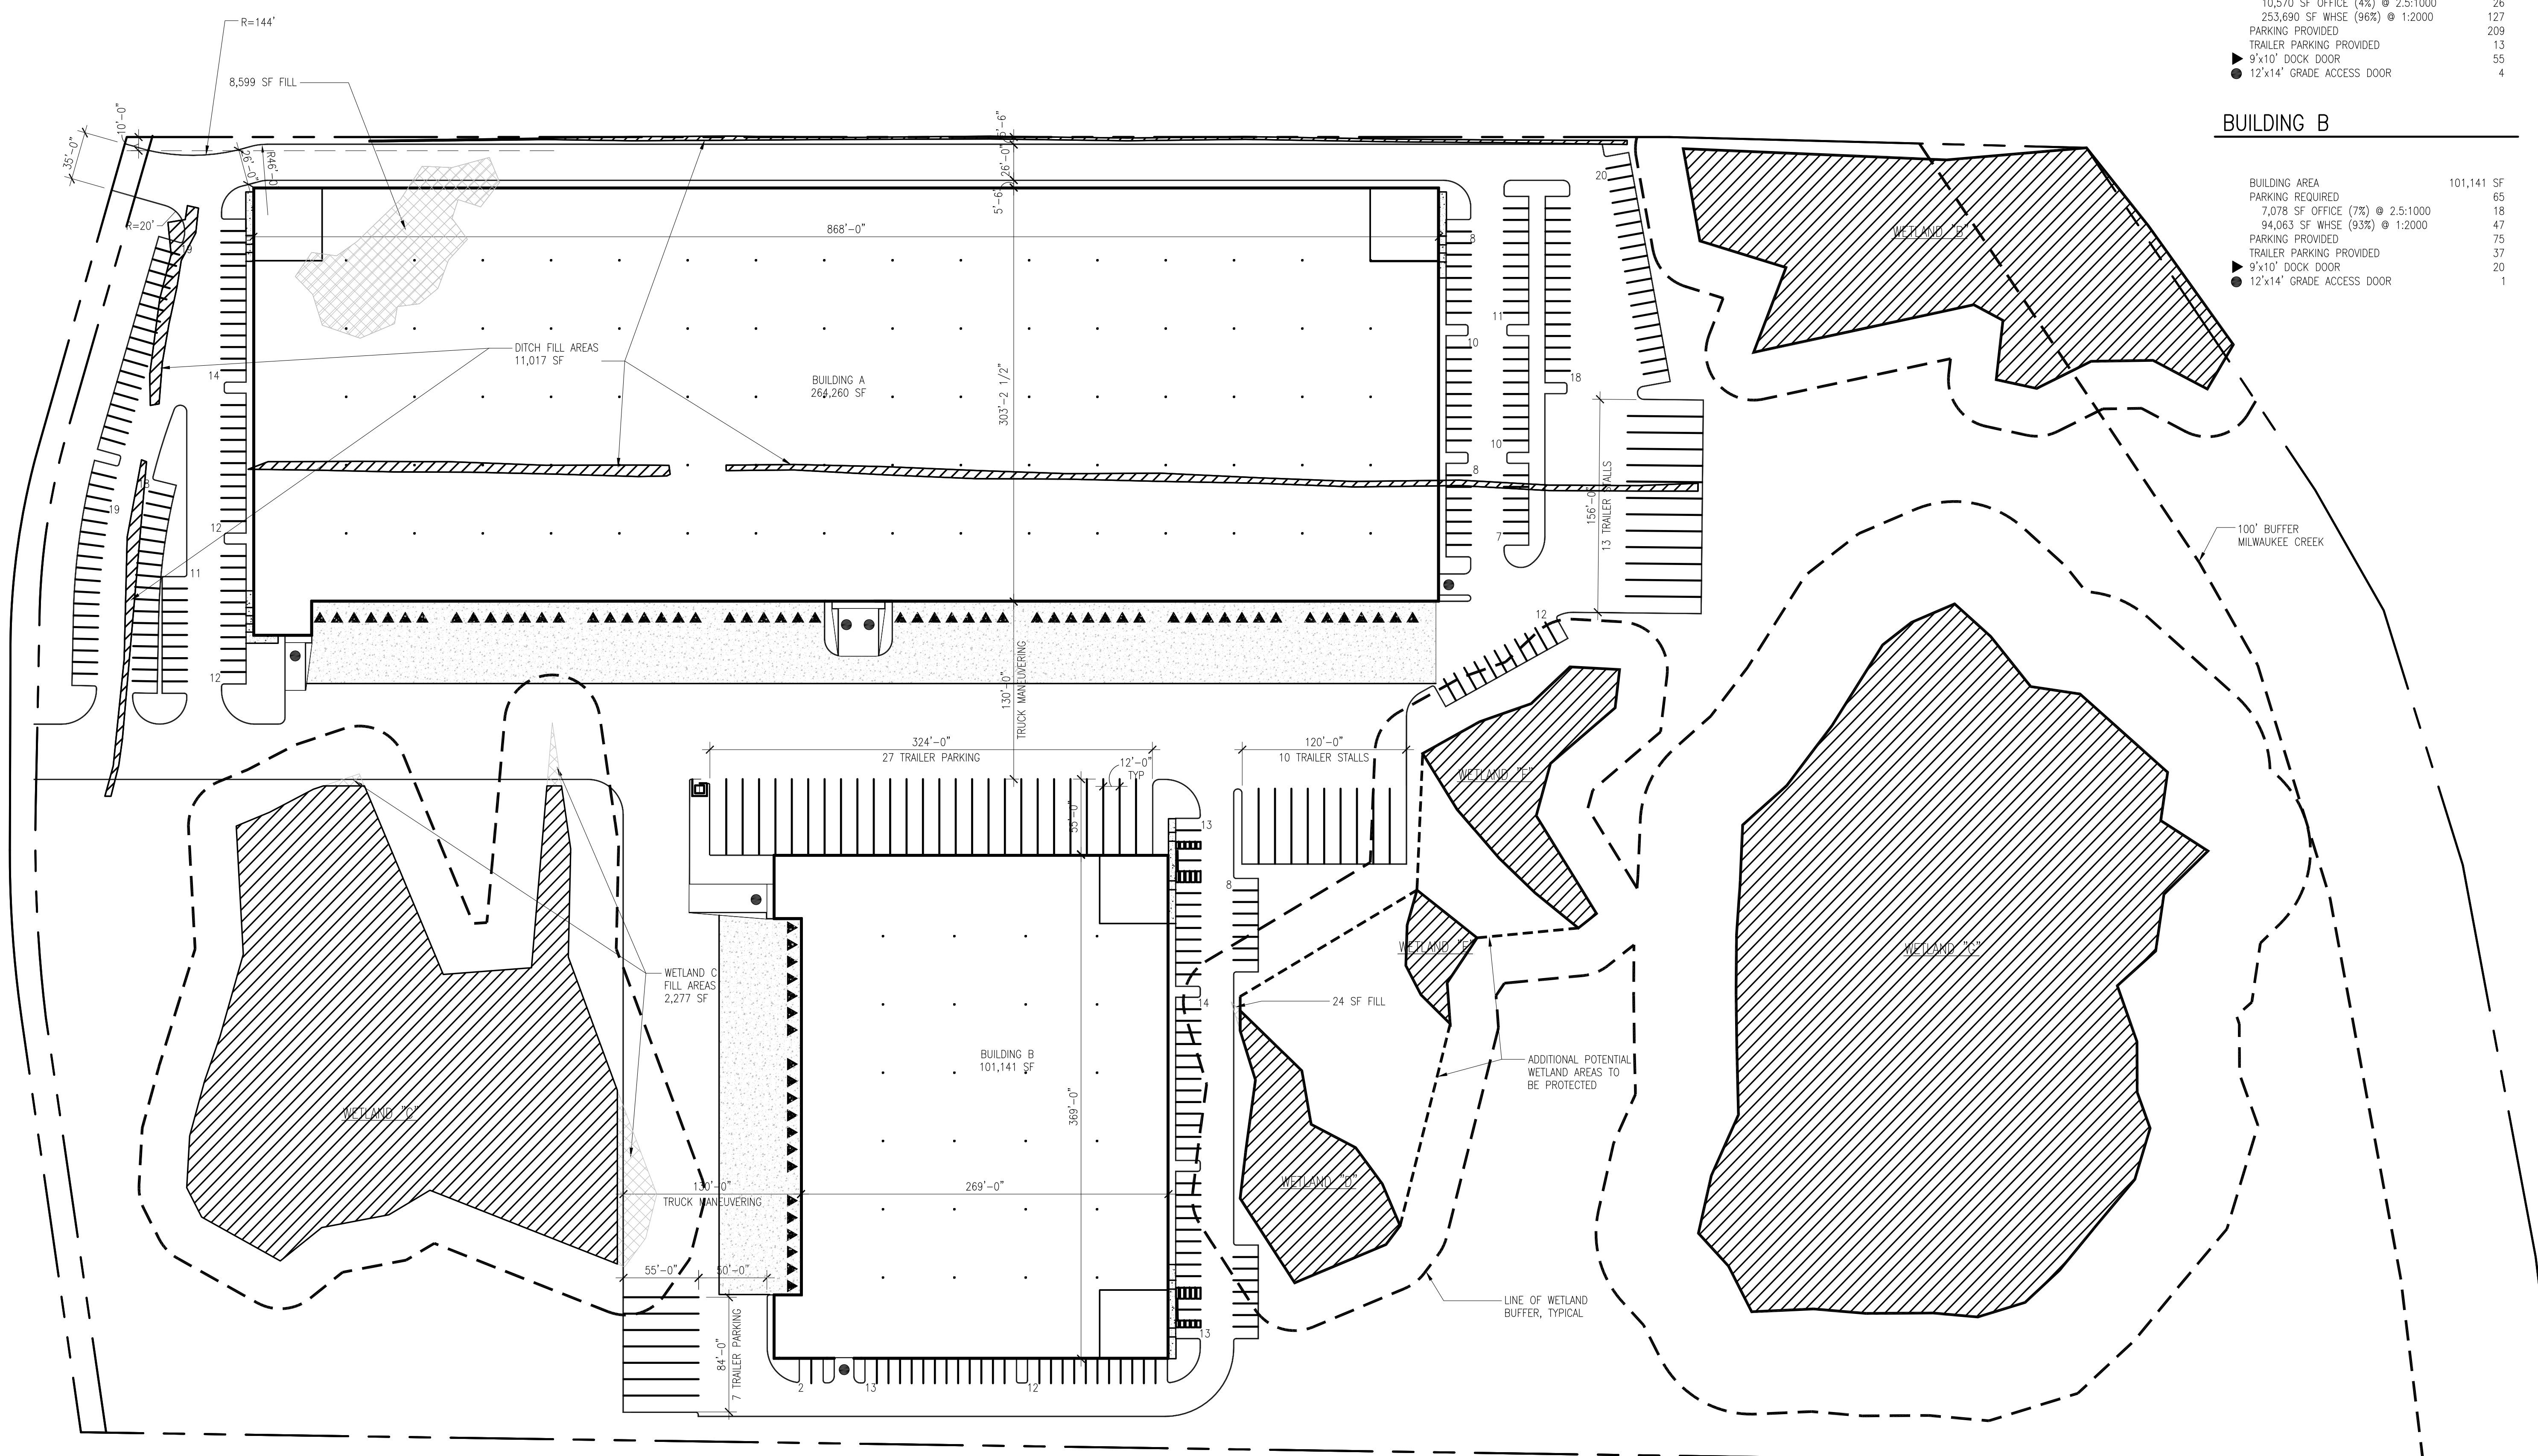 R=144'
10,570 SF OFFICE (4%) @ 2.5:1000 26
253,690 SF WHSE (96%) @ 1:2000 127
PARKING PROVIDED 209
TRAILER PARKING PROVIDED 13
9'x10' DOCK DOOR 55
12'x14' GRADE ACCESS DOOR 4
BUILDING B
BUILDING AREA 101,141 SF
PARKING REQUIRED 65
7,078 SF OFFICE (7%) @ 2.5:1000 18
94,063 SF WHSE (93%) @ 1:2000 47
PARKING PROVIDED 75
TRAILER PARKING PROVIDED 37
9'x10' DOCK DOOR 20
12'x14' GRADE ACCESS DOOR 1
8,599 SF FILL
10'-0"
35'-0"
26'-0"
R46'-0
R=20'
5'-6"
26'-0"
5'-6"
868'-0"
20
19
8
WETLAND "B"
11
10
18
14
DITCH FILL AREAS
11,017 SF
BUILDING A
264,260 SF
303'-2 1/2"
10
8
7
18
19
12
11
12
156'-0"
13 TRAILER STALLS
100' BUFFER
MILWAUKEE CREEK
12
130'-0"
TRUCK MANEUVERING
324'-0"
27 TRAILER PARKING
12'-0"
TYP
120'-0"
10 TRAILER STALLS
WETLAND "F"
55'-0"
13
8
WETLAND "E"
WETLAND "G"
WETLAND C
FILL AREAS
2,277 SF
14
24 SF FILL
BUILDING B
101,141 SF
369'-0"
ADDITIONAL POTENTIAL
WETLAND AREAS TO
BE PROTECTED
WETLAND "C"
WETLAND "D"
130'-0"
TRUCK MANEUVERING
269'-0"
55'-0"
50'-0"
84'-0"
7 TRAILER PARKING
LINE OF WETLAND
BUFFER, TYPICAL
13
2
13
12